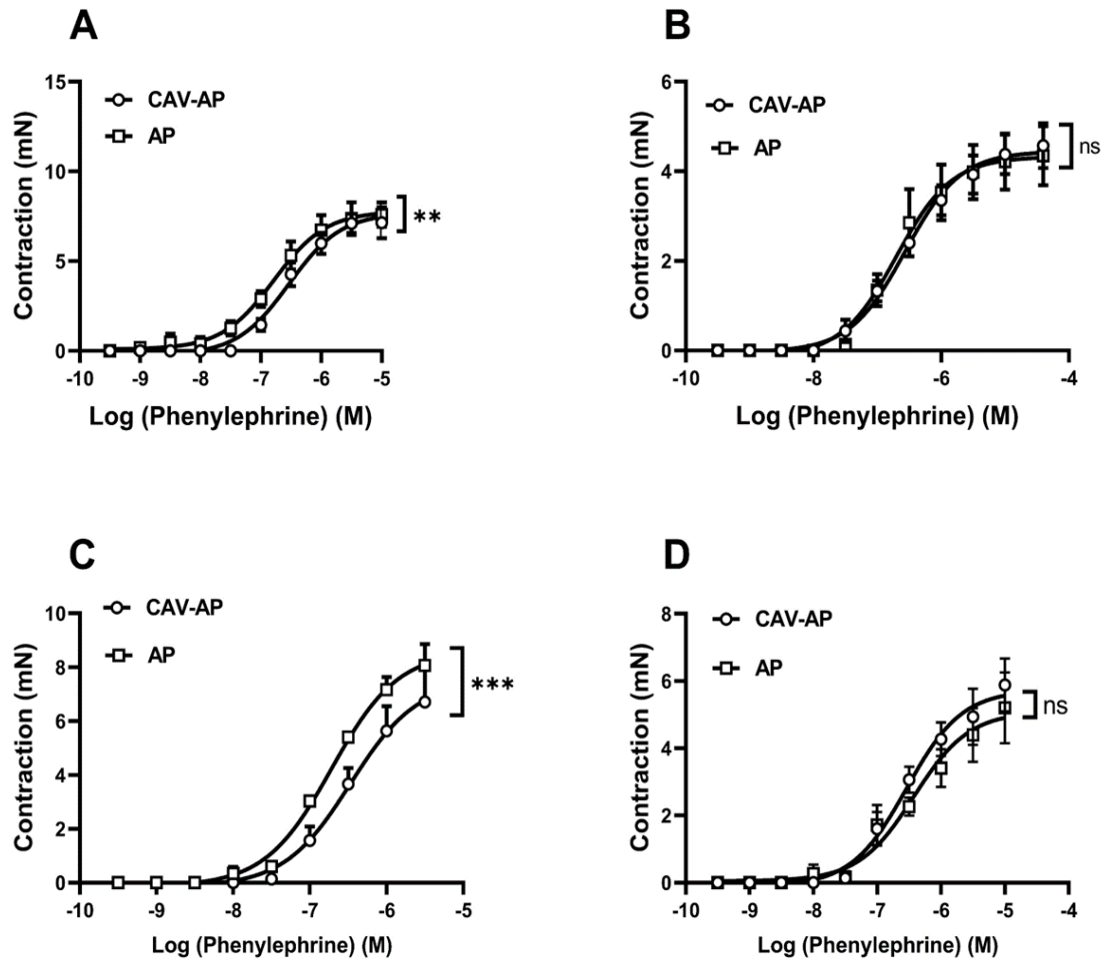 A
15
10
5
0
Contraction (mN)
CAV-AP
AP
**
-10 -9 -8 -7 -6 -5
Log (Phenylephrine) (M)
B
6
4
2
0
Contraction (mN)
CAV-AP
AP
ns
-10 -8 -6 -4
Log (Phenylephrine) (M)
C
10
8
6
4
2
0
Contraction (mN)
CAV-AP
AP
***
-10 -9 -8 -7 -6 -5
Log (Phenylephrine) (M)
D
8
6
4
2
0
Contraction (mN)
CAV-AP
AP
ns
-10 -9 -8 -7 -6 -5 -4
Log (Phenylephrine) (M)